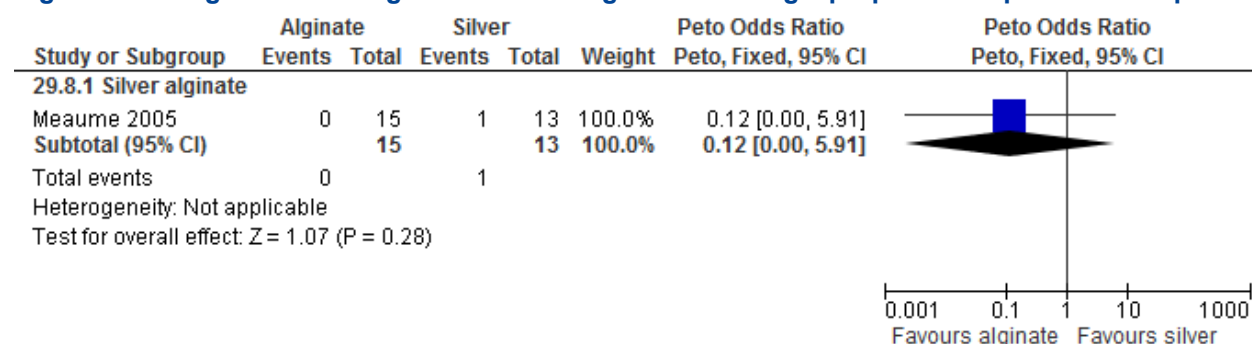 Alginate Silver Peto Odds Ratio Peto Odds Ratio
Study or Subgroup Events Total Events Total Weight Peto, Fixed, 95% CI Peto, Fixed, 95% CI
29.8.1 Silver alginate
Meaume 2005 0 15 1 13 100.0% 0.12 [0.00, 5.91]
Subtotal (95% CI) 15 13 100.0% 0.12 [0.00, 5.91]
Total events 0 1
Heterogeneity: Not applicable
Test for overall effect: Z = 1.07 (P = 0.28)
0.001 0.1 1 10 1000
Favours alginate Favours silver